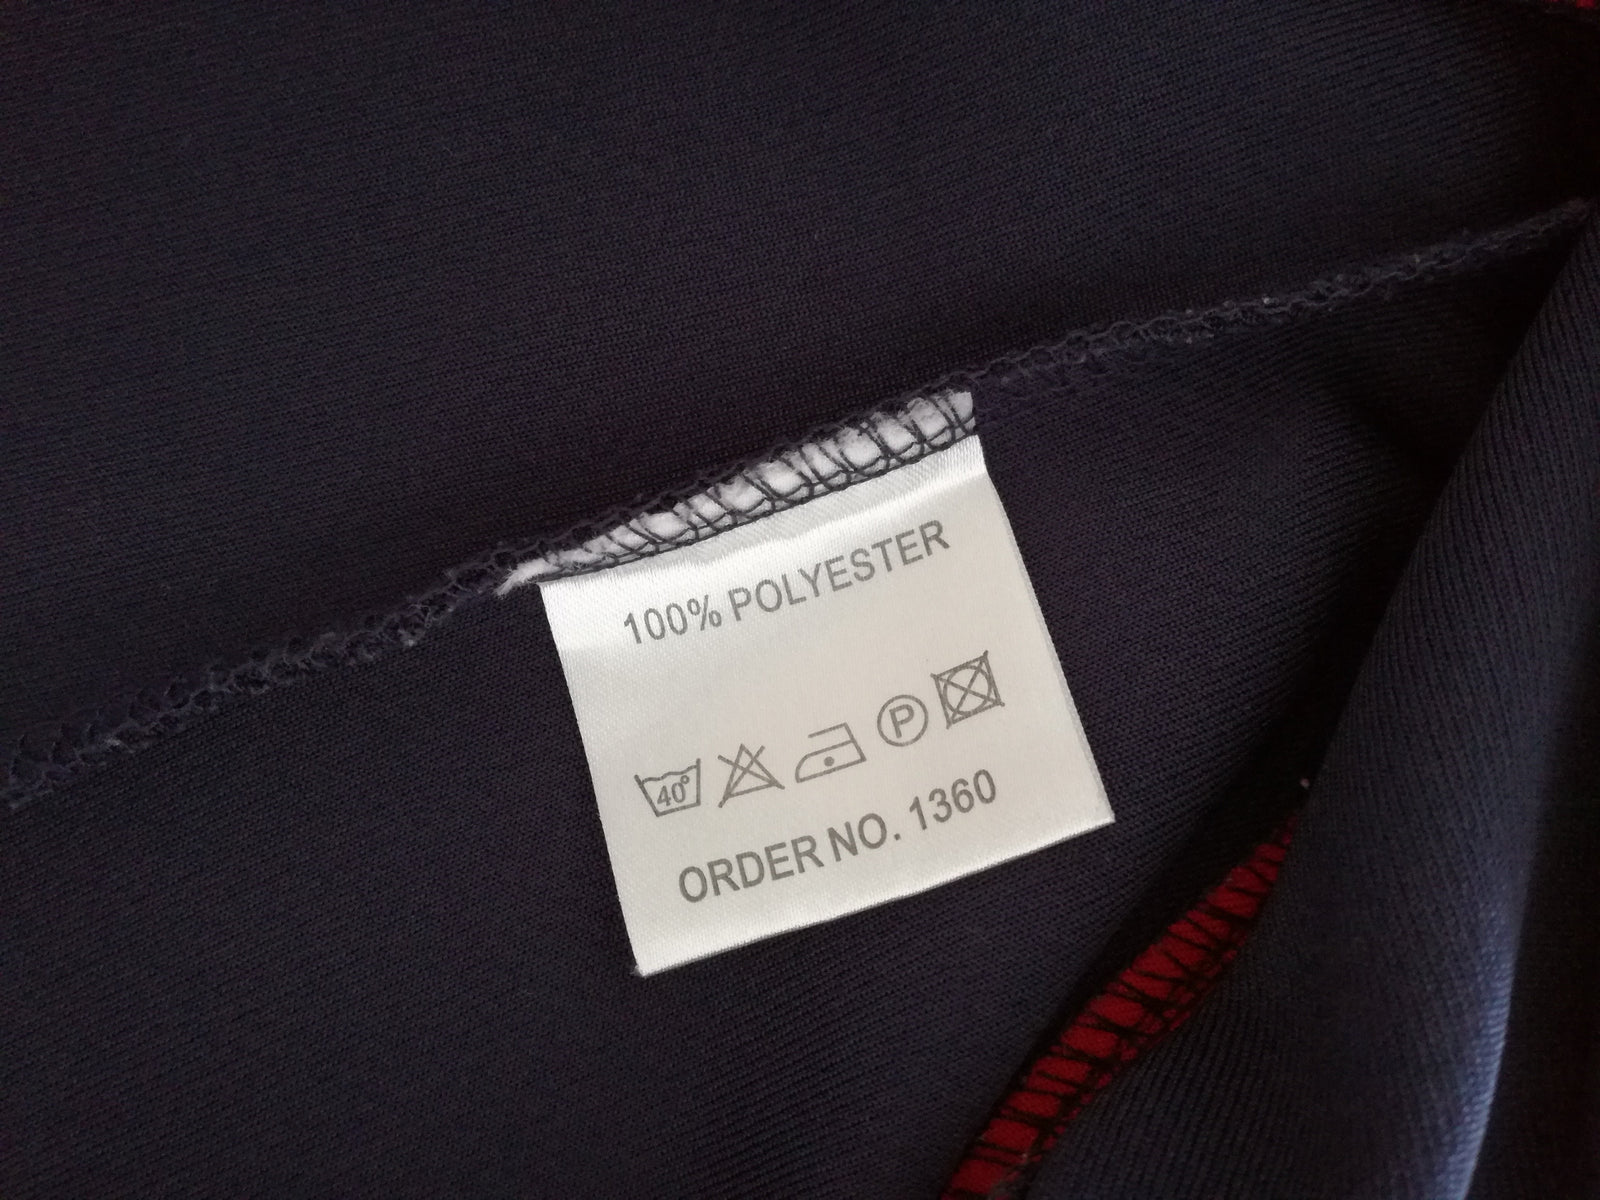 100% POLYESTER
40° P
ORDER NO. 1360